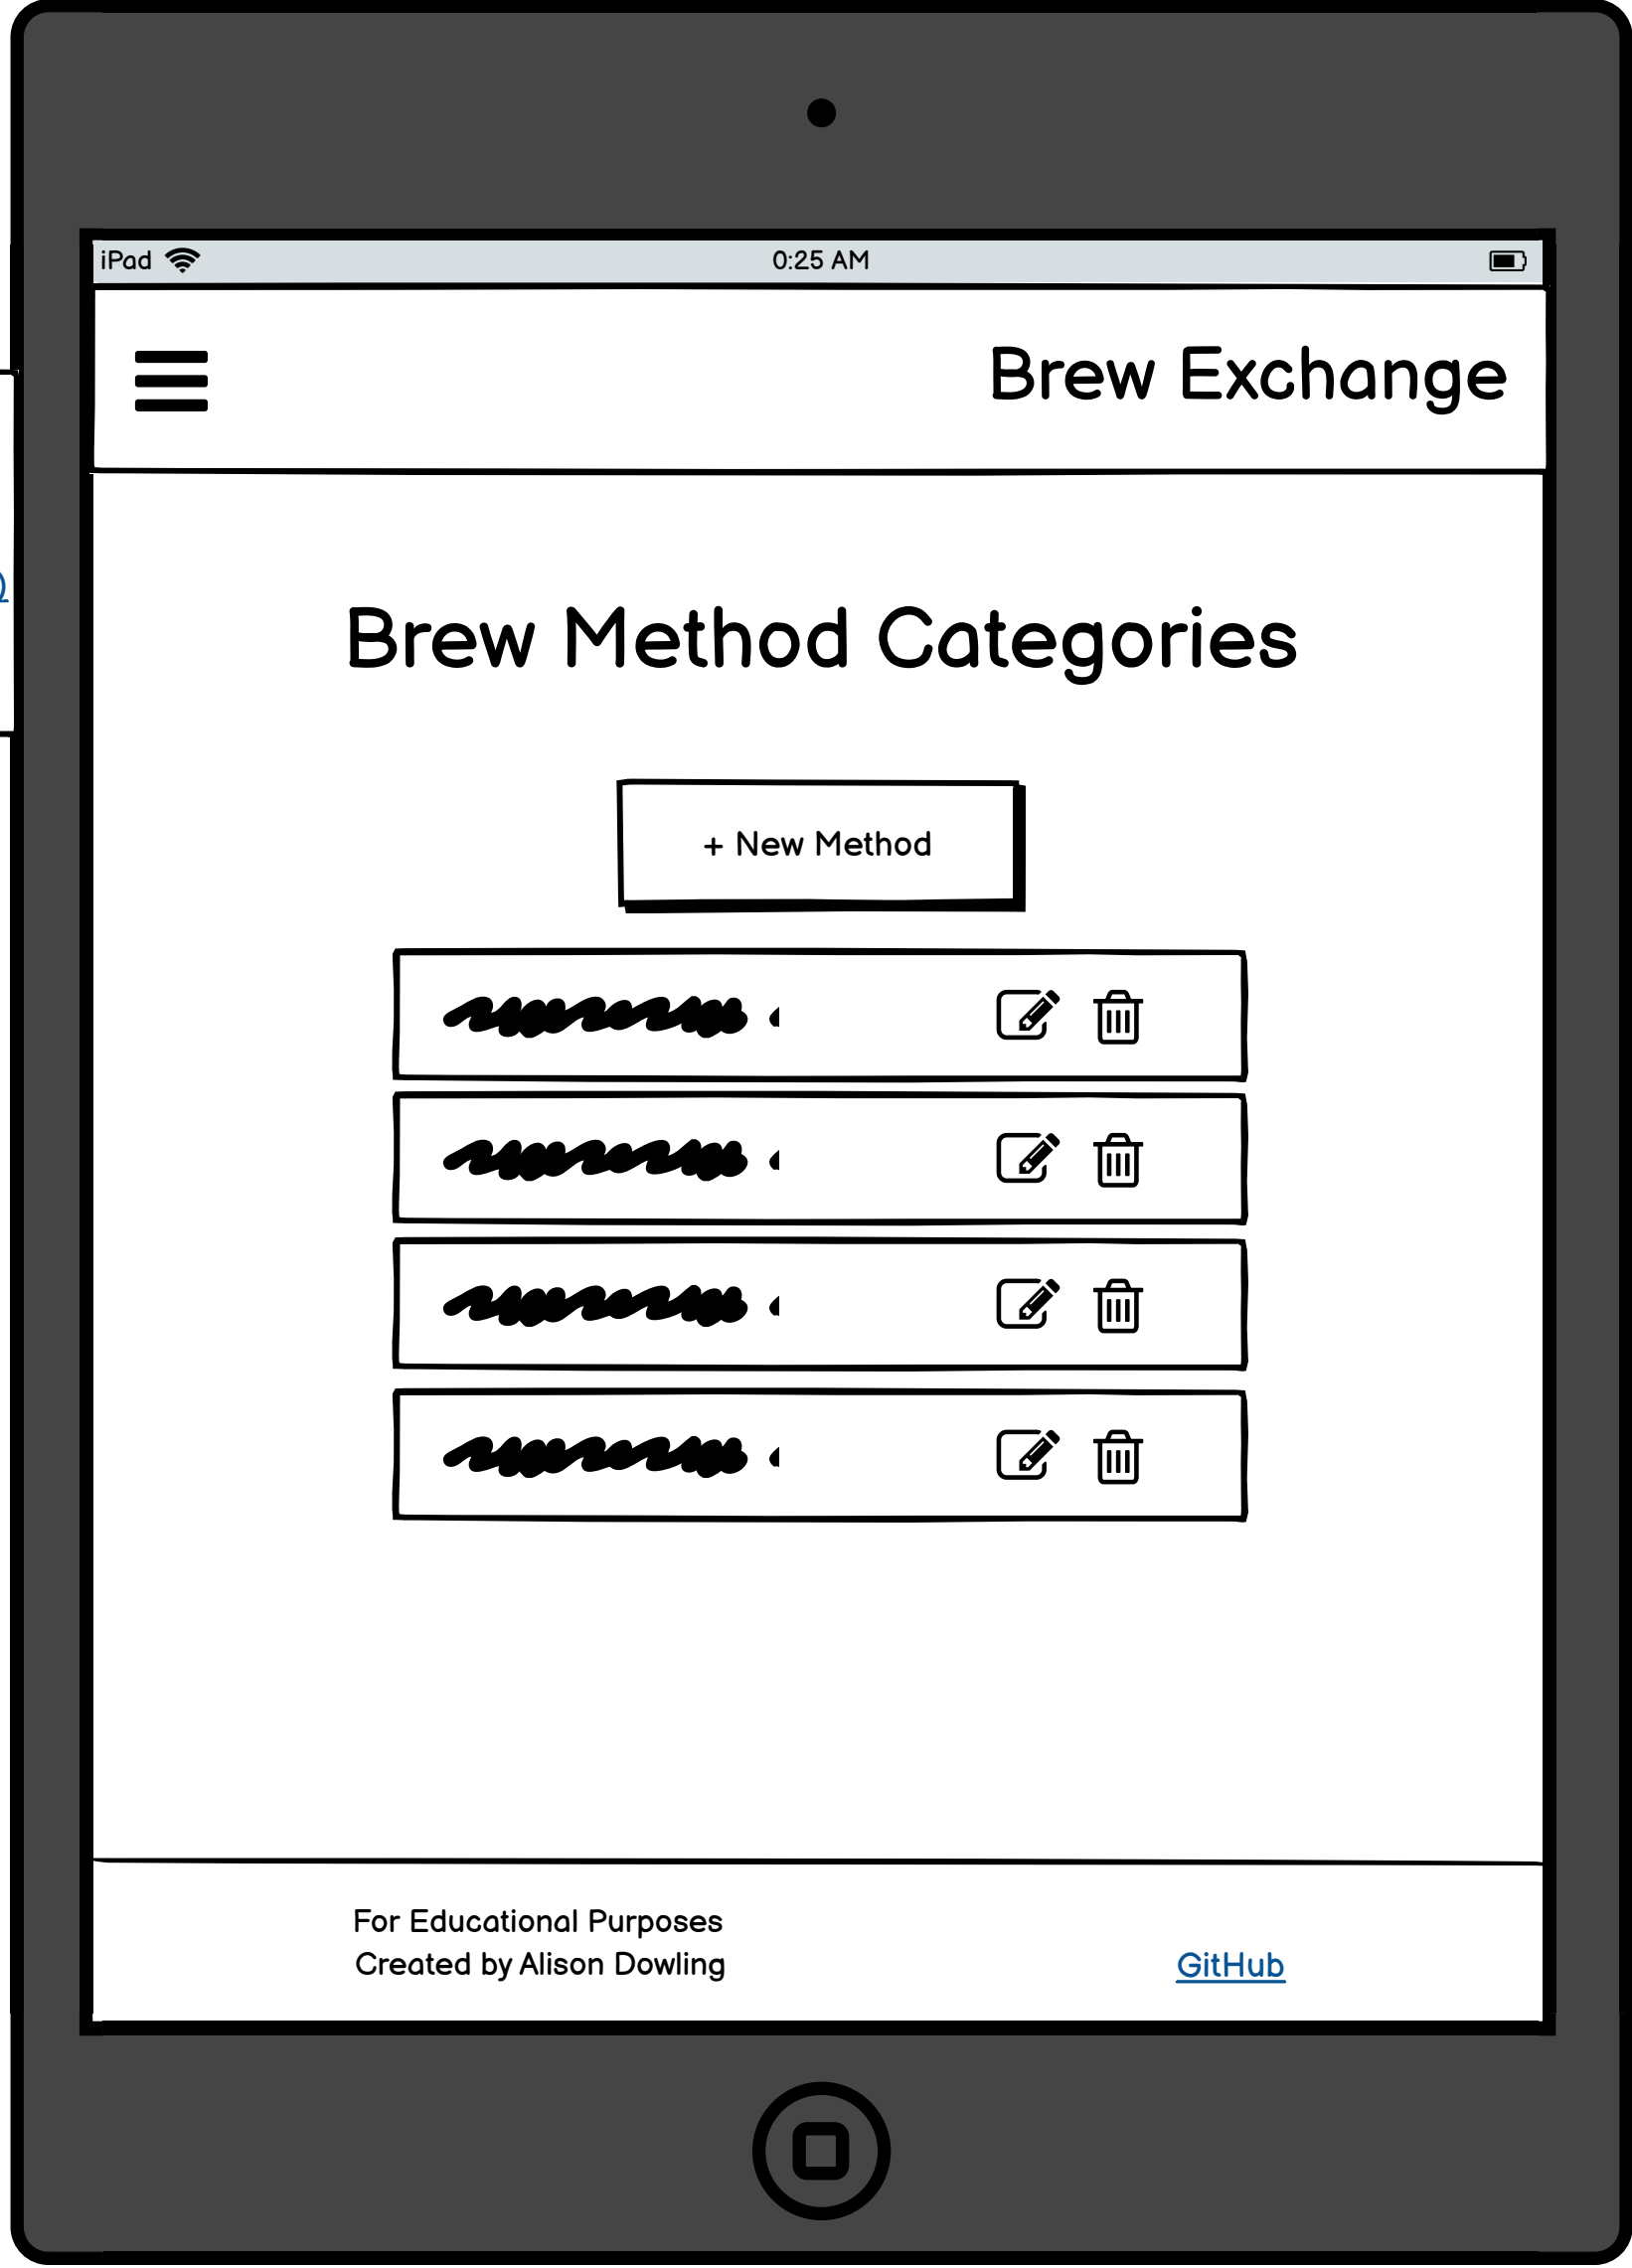 iPad
0:25 AM
Brew Exchange
Brew Method Categories
+ New Method
For Educational Purposes
Created by Alison Dowling
GitHub